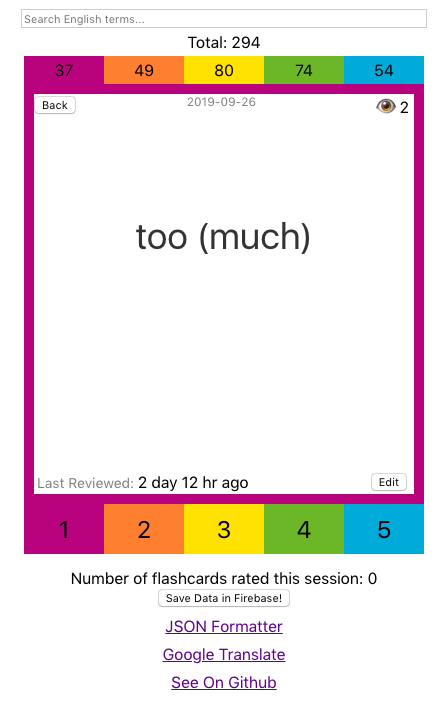 Search English terms...
Total: 294
37 49 80 74 54
Back 2019-09-26 2
too (much)
Last Reviewed: 2 day 12 hr ago Edit
1 2 3 4 5
Number of flashcards rated this session: 0
Save Data in Firebase!
JSON Formatter
Google Translate
See On Github